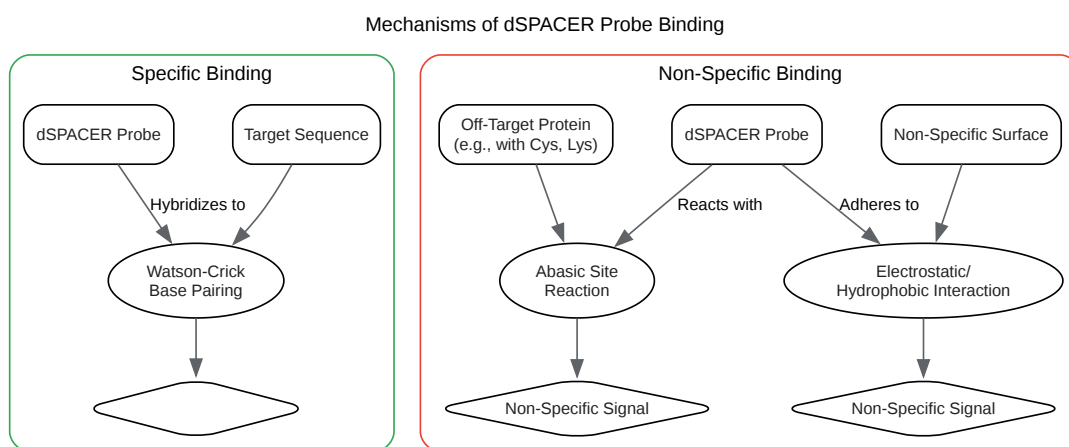 Mechanisms of dSPACER Probe Binding
Specific Binding
dSPACER Probe
Target Sequence
Hybridizes to
Watson-Crick
Base Pairing
Non-Specific Binding
Off-Target Protein
(e.g., with Cys, Lys)
dSPACER Probe
Non-Specific Surface
Reacts with
Adheres to
Abasic Site
Reaction
Electrostatic/
Hydrophobic Interaction
Non-Specific Signal
Non-Specific Signal